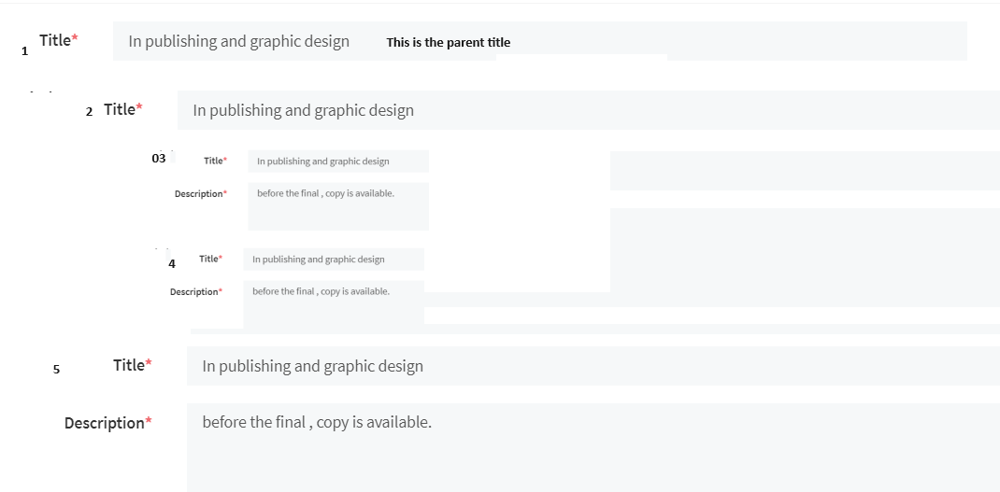 1 Title* In publishing and graphic design This is the parent title
2 Title* In publishing and graphic design
03 Title* In publishing and graphic design
Description* before the final , copy is available.
4 Title* In publishing and graphic design
Description* before the final , copy is available.
5 Title* In publishing and graphic design
Description* before the final , copy is available.